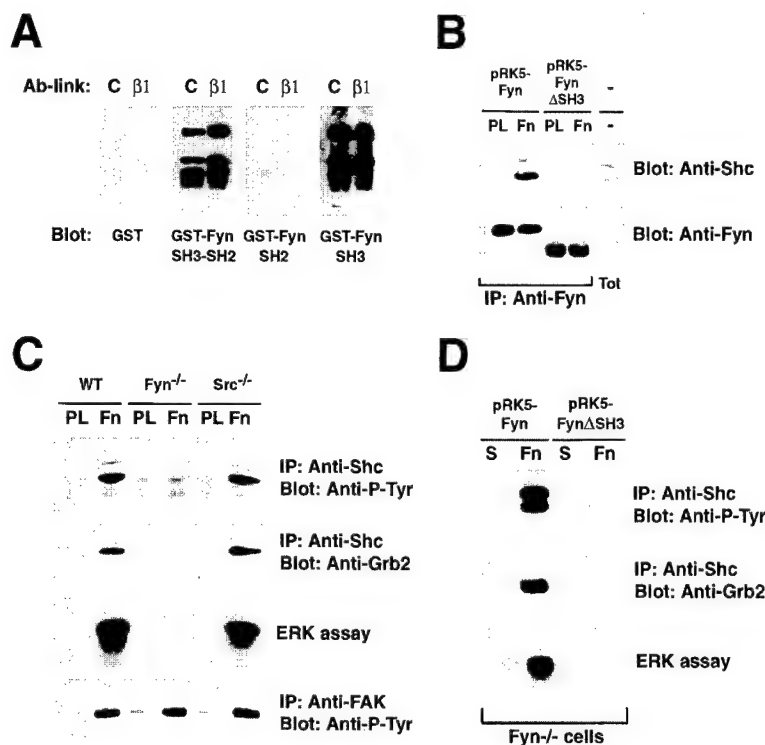 A
Ab-link: C β1 C β1 C β1 C β1
Blot: GST GST-Fyn SH3-SH2 GST-Fyn SH2 GST-Fyn SH3
B
pRK5-Fyn pRK5-Fyn ΔSH3 -
PL Fn PL Fn -
Blot: Anti-Shc
Blot: Anti-Fyn
IP: Anti-Fyn Tot
C
WT Fyn-/- Src-/-
PL Fn PL Fn PL Fn
IP: Anti-Shc
Blot: Anti-P-Tyr
IP: Anti-Shc
Blot: Anti-Grb2
ERK assay
IP: Anti-FAK
Blot: Anti-P-Tyr
D
pRK5-Fyn pRK5-FynΔSH3
S Fn S Fn
IP: Anti-Shc
Blot: Anti-P-Tyr
IP: Anti-Shc
Blot: Anti-Grb2
ERK assay
Fyn-/- cells